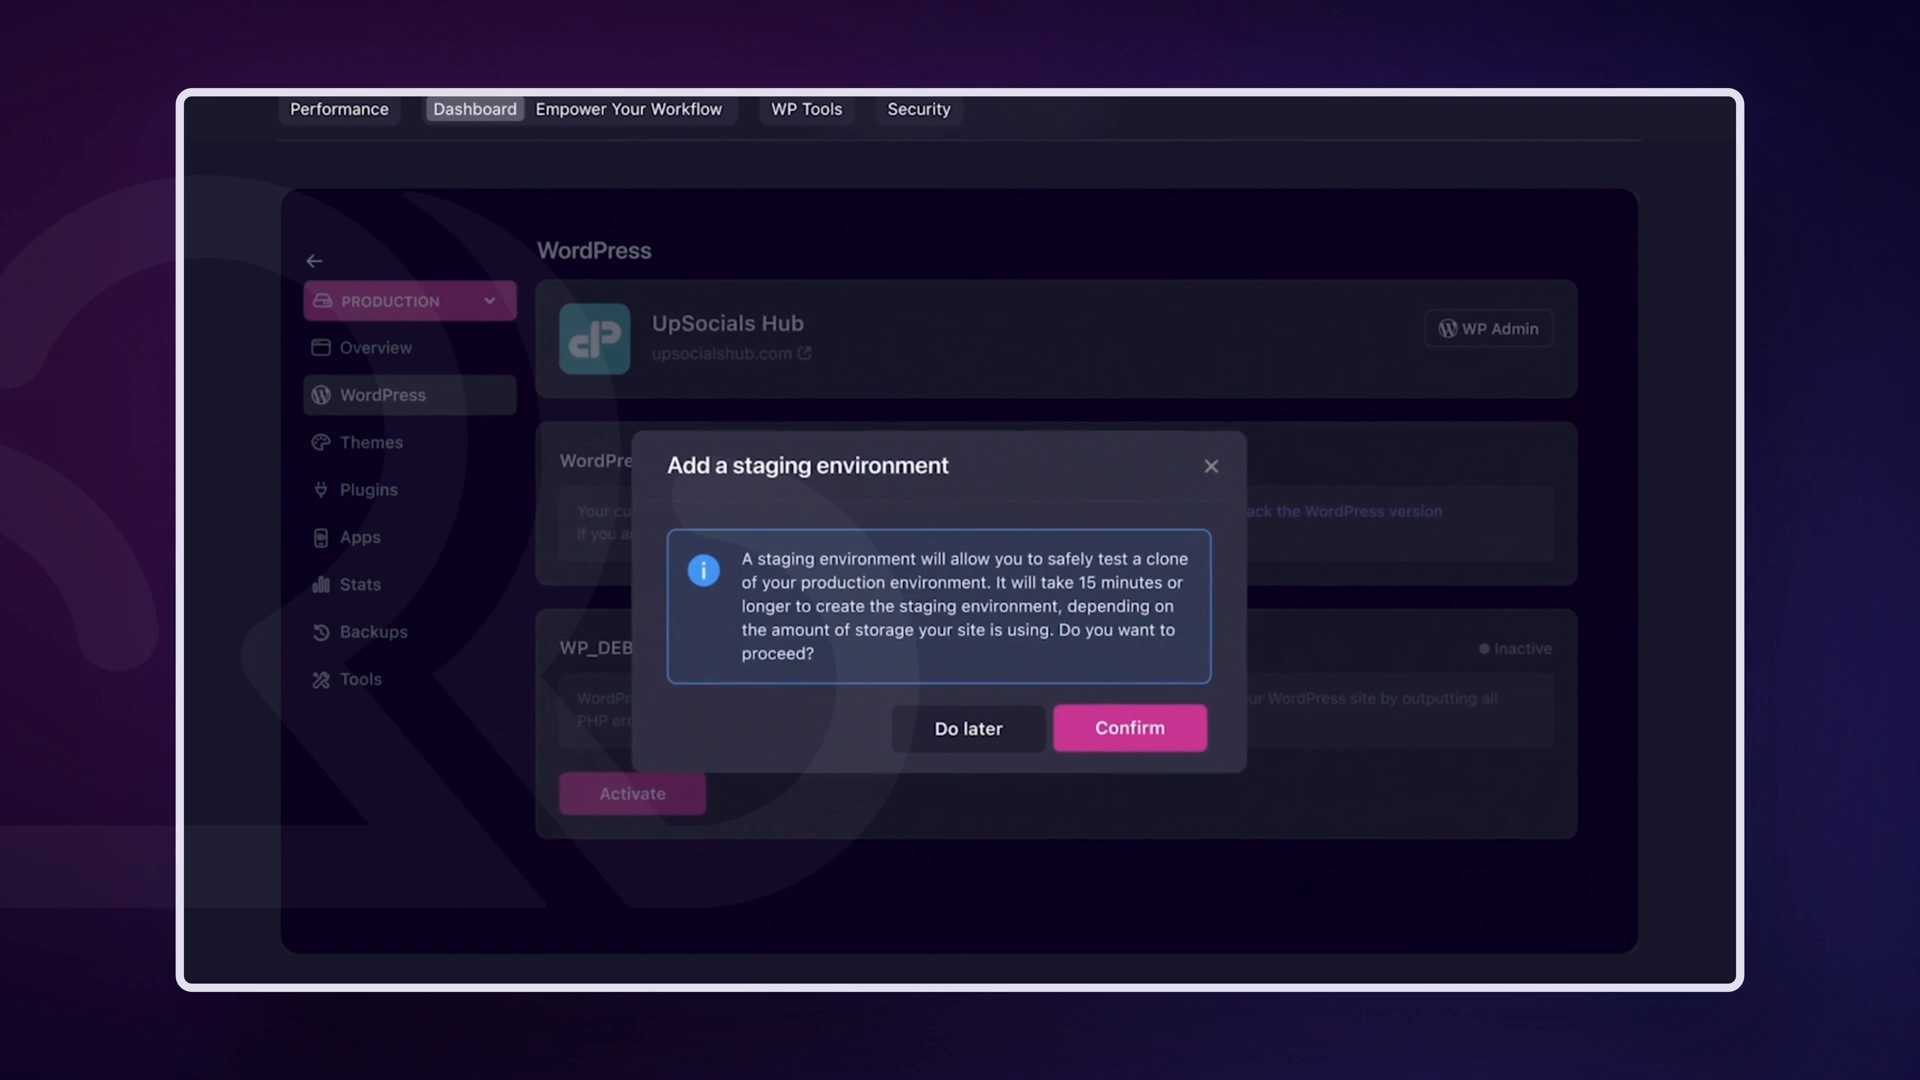 Performance
Dashboard
Empower Your Workflow
WP Tools
Security
WordPress
PRODUCTION
Overview
WordPress
Themes
Plugins
Apps
Stats
Backups
Tools
UpSocials Hub
upsocialshub.com
WP Admin
Add a staging environment
A staging environment will allow you to safely test a clone
of your production environment. It will take 15 minutes or
longer to create the staging environment, depending on
the amount of storage your site is using. Do you want to
proceed?
Do later
Confirm
Your
if you
the WordPress version
Inactive
WordPress site by outputting all
PHP
Activate